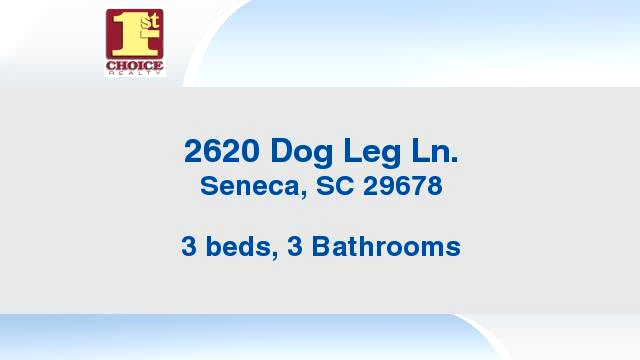 1st
CHOICE
REALTY
2620 Dog Leg Ln.
Seneca, SC 29678
3 beds, 3 Bathrooms